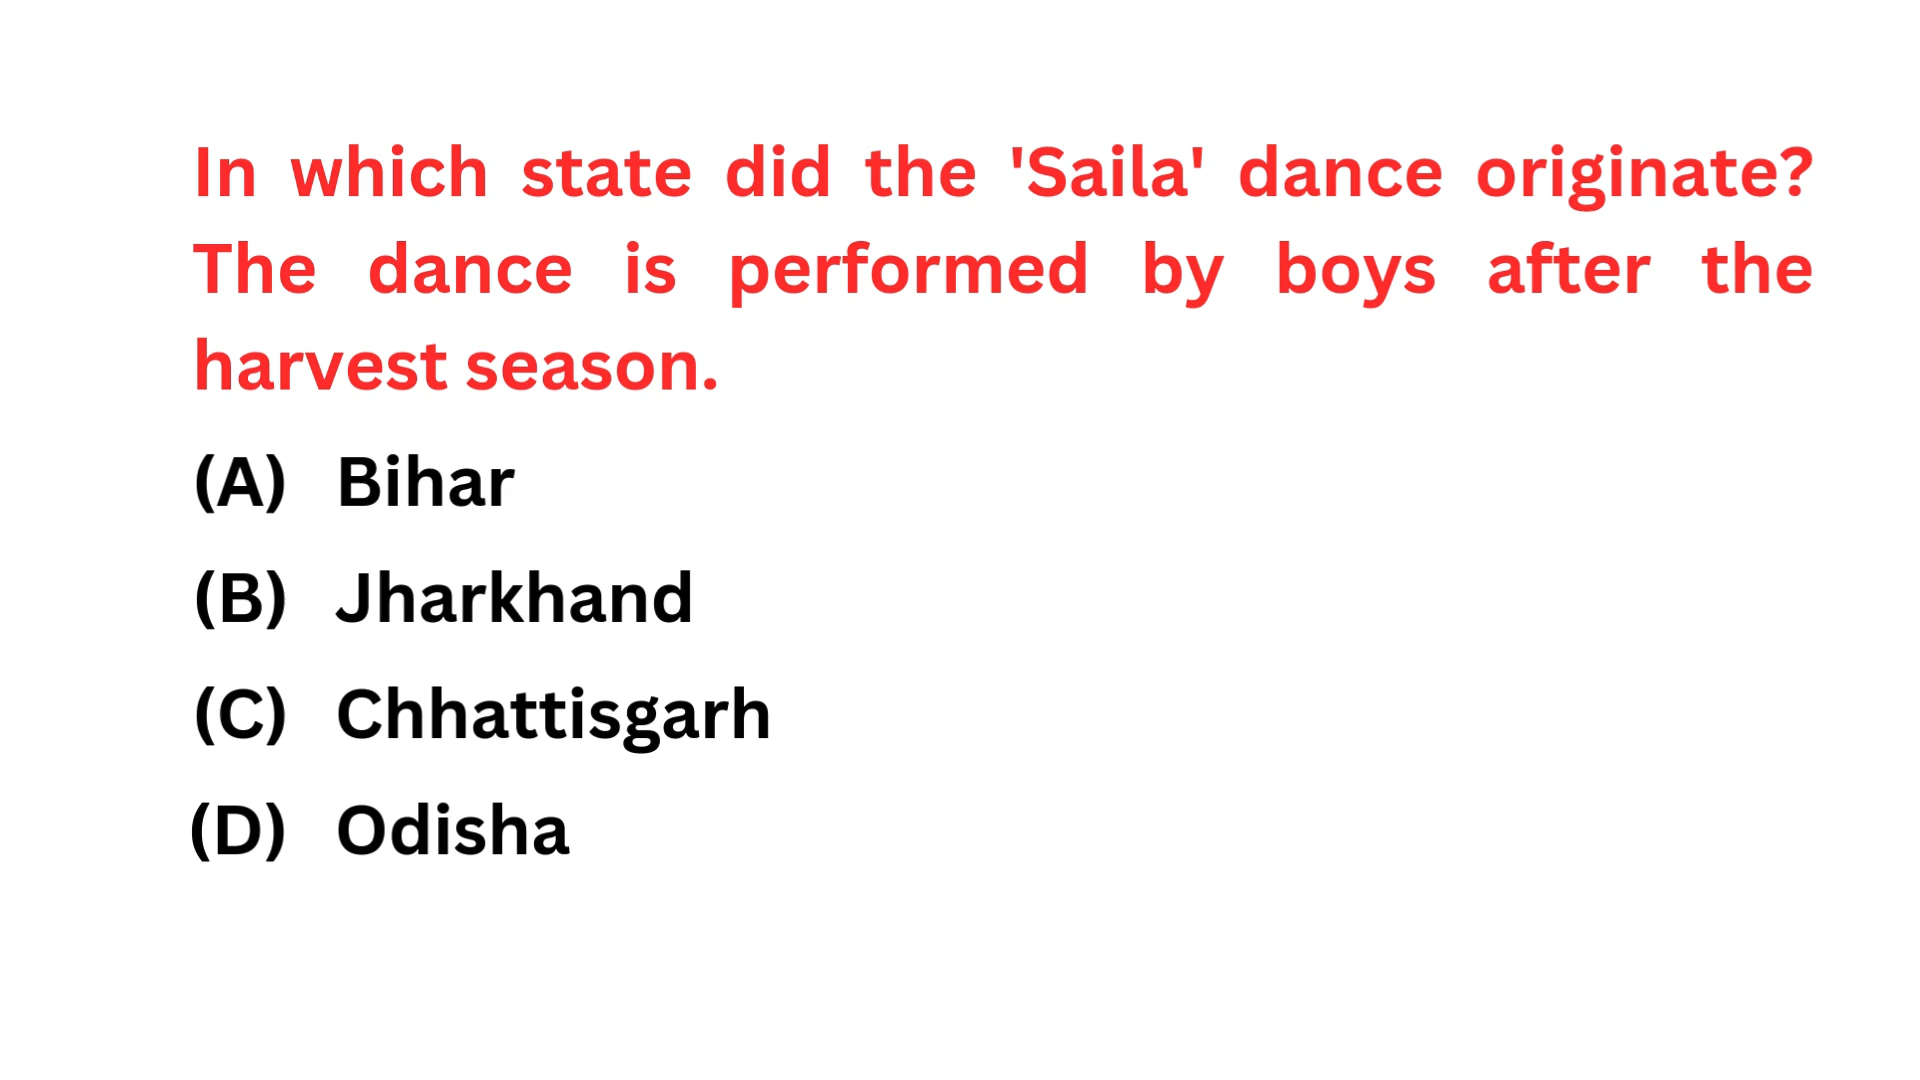 In which state did the 'Saila' dance originate?
The dance is performed by boys after the
harvest season.
(A) Bihar
(B) Jharkhand
(C) Chhattisgarh
(D) Odisha